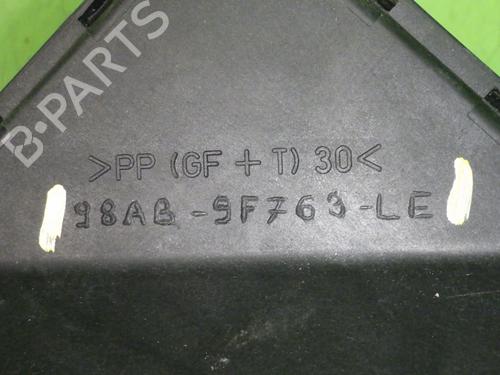 B-PARTS
>PP (GF + T) 30<
98AB-9F763-LE